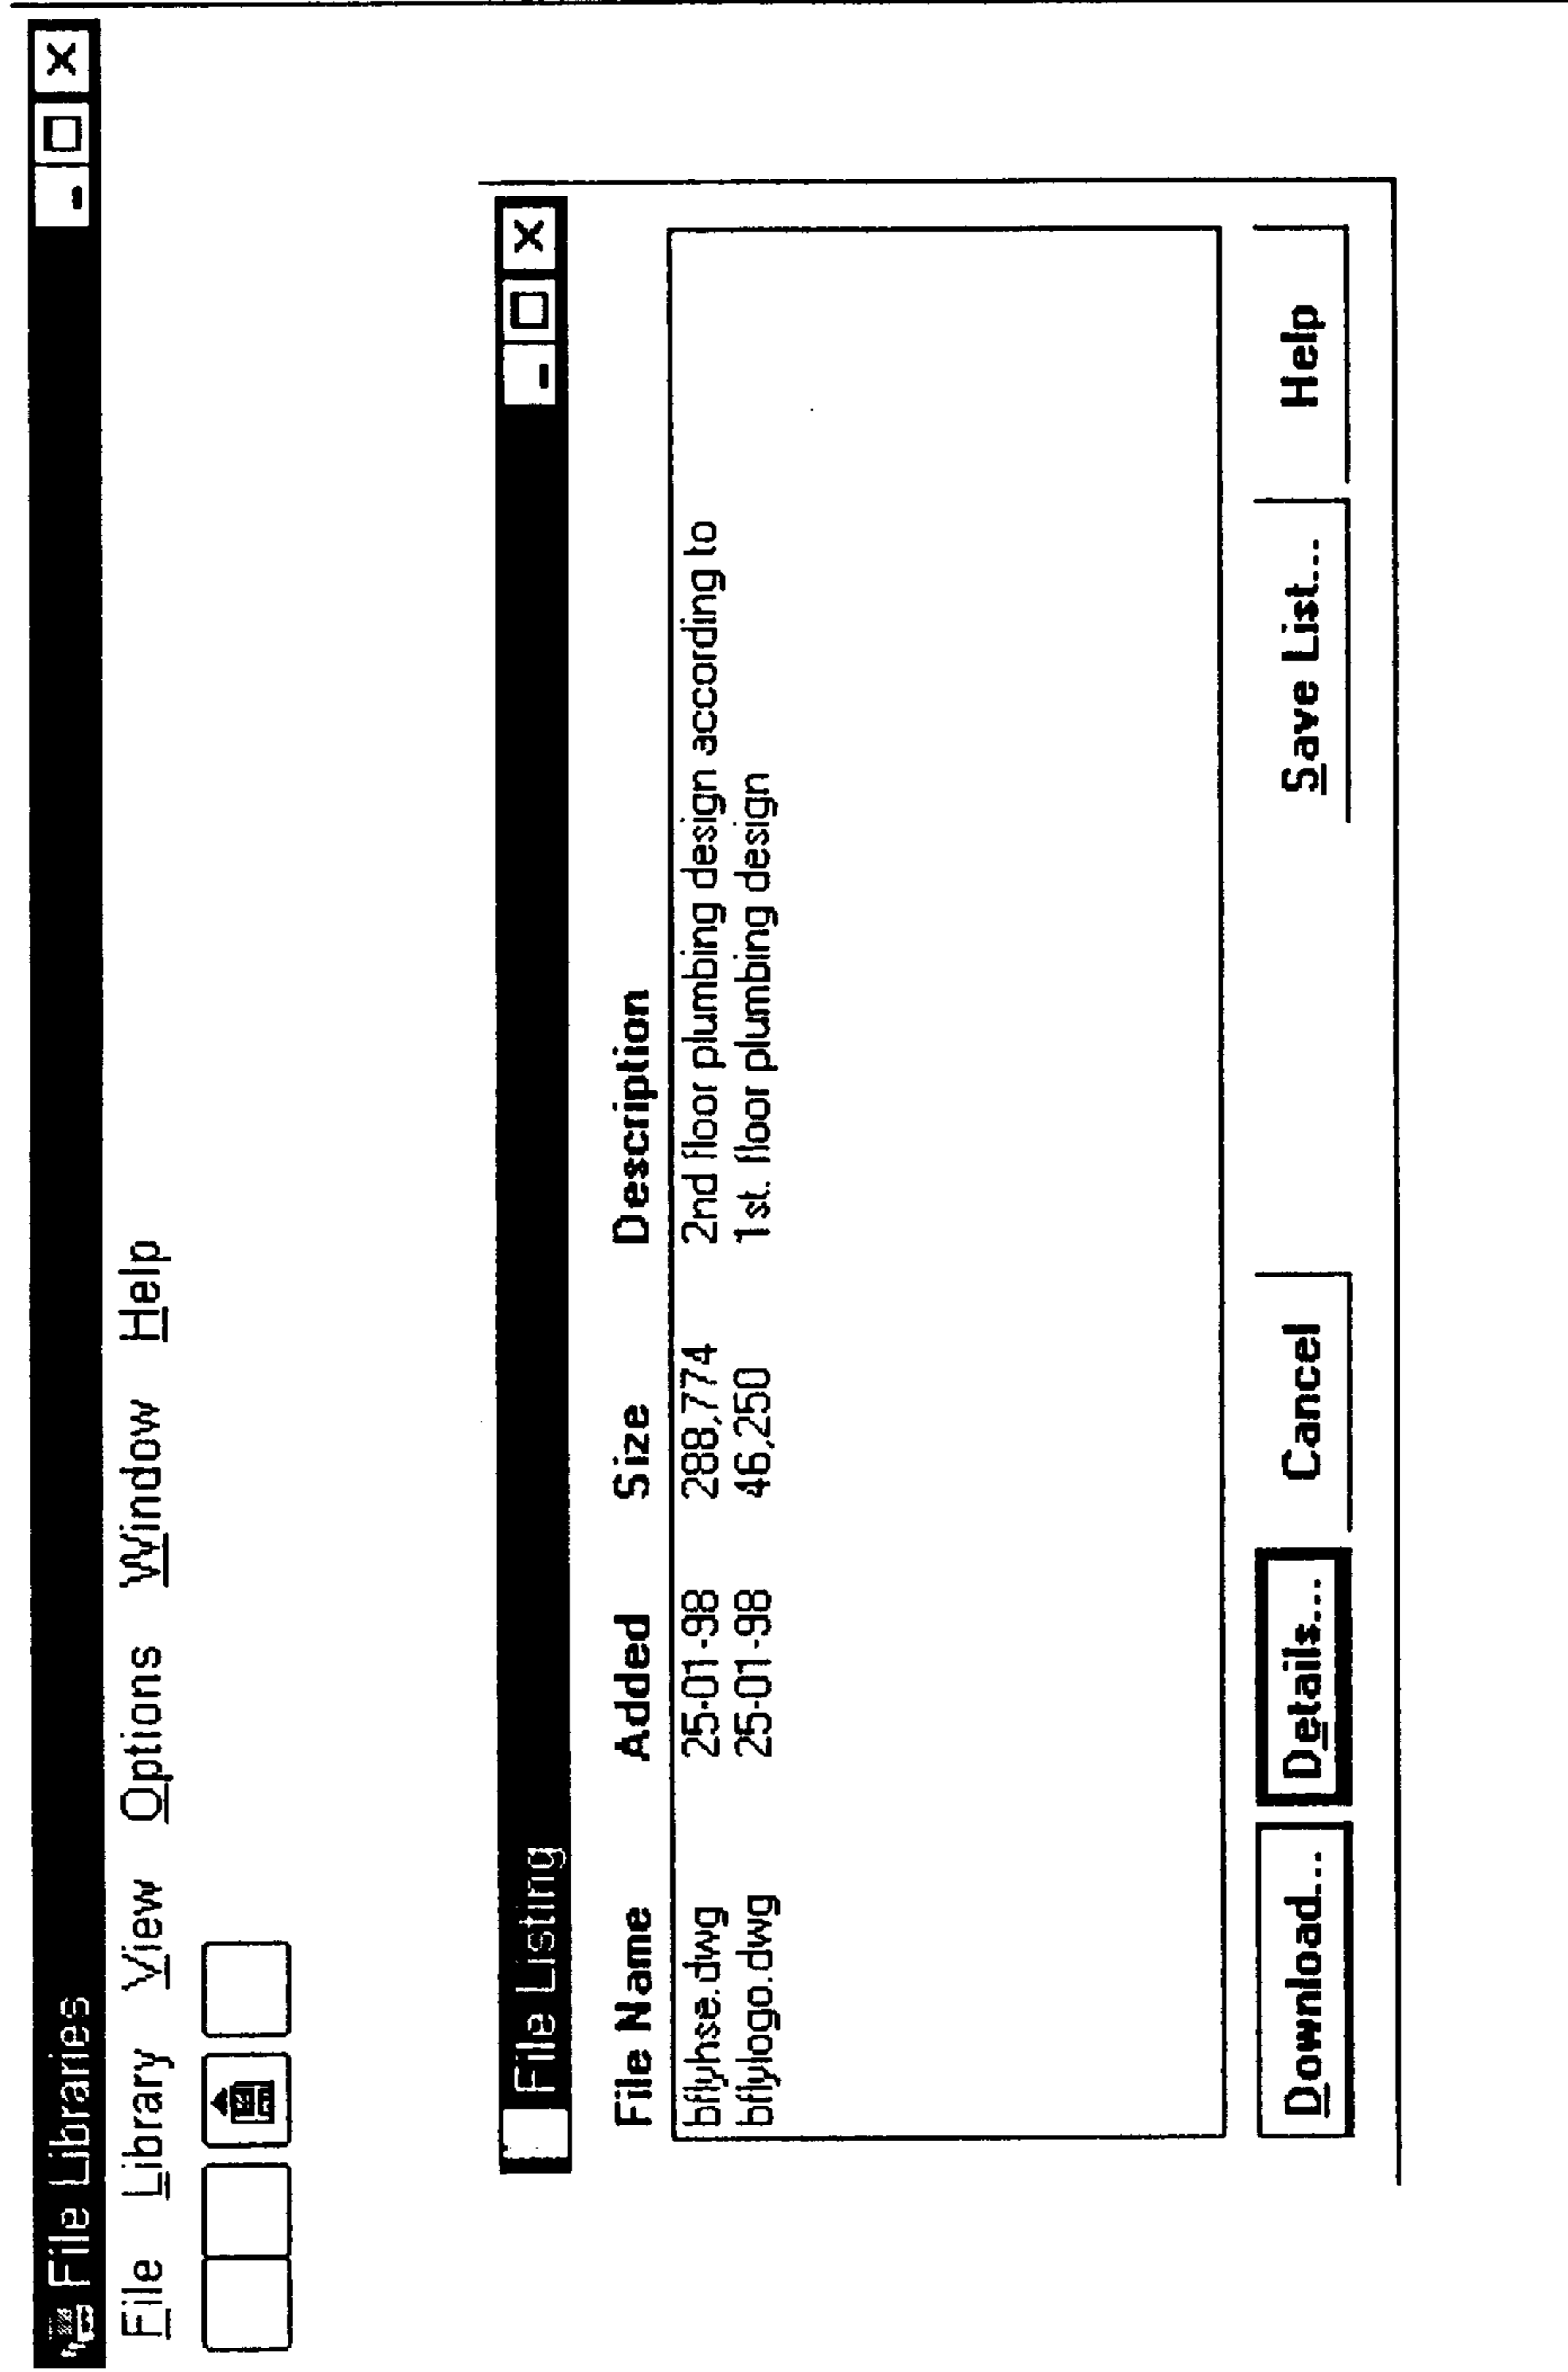 File Libraries
File Library View Options Window Help
File Listing
File Name Added Size Description
bflyhse.dwg 25-01-98 288,774 2nd floor plumbing design according to
bflylogo.dwg 25-01-98 46,250 1st. floor plumbing design
Download... Details... Cancel Save List... Help